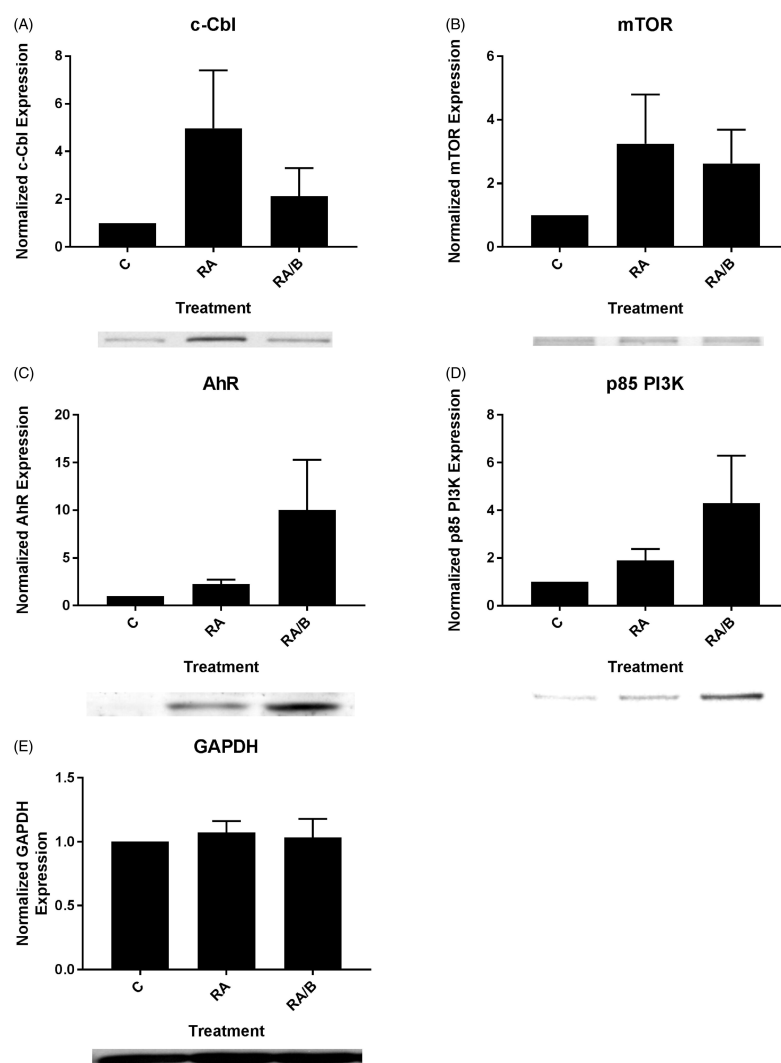 (A)
c-Cbl
Normalized c-Cbl Expression
8
6
4
2
0
C
RA
RA/B
Treatment
(B)
mTOR
Normalized mTOR Expression
6
4
2
0
C
RA
RA/B
Treatment
(C)
AhR
Normalized AhR Expression
20
15
10
5
0
C
RA
RA/B
Treatment
(D)
p85 PI3K
Normalized p85 PI3K Expression
8
6
4
2
0
C
RA
RA/B
Treatment
(E)
GAPDH
Normalized GAPDH
Expression
1.5
1.0
0.5
0.0
C
RA
RA/B
Treatment